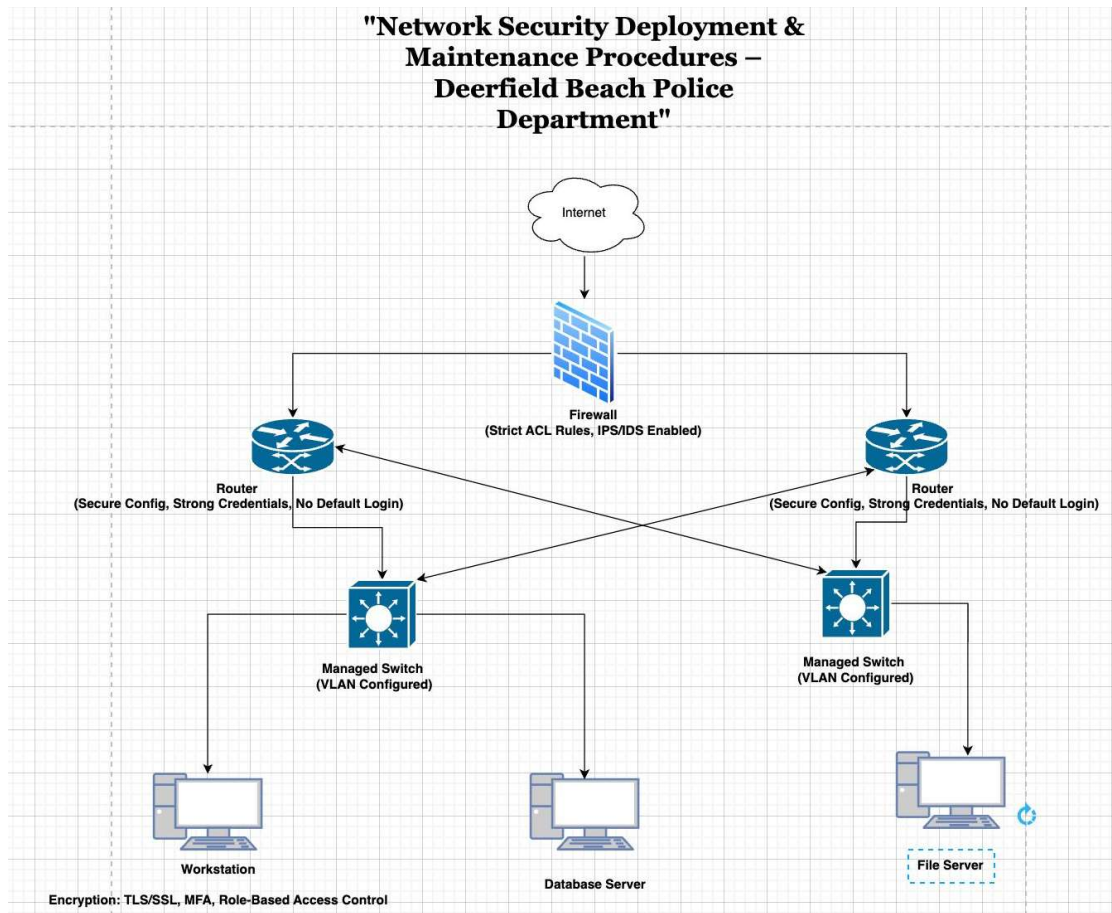 "Network Security Deployment &
Maintenance Procedures –
Deerfield Beach Police
Department"
Internet
Firewall
(Strict ACL Rules, IPS/IDS Enabled)
Router
(Secure Config, Strong Credentials, No Default Login)
Router
(Secure Config, Strong Credentials, No Default Login)
Managed Switch
(VLAN Configured)
Managed Switch
(VLAN Configured)
Workstation
Database Server
File Server
Encryption: TLS/SSL, MFA, Role-Based Access Control